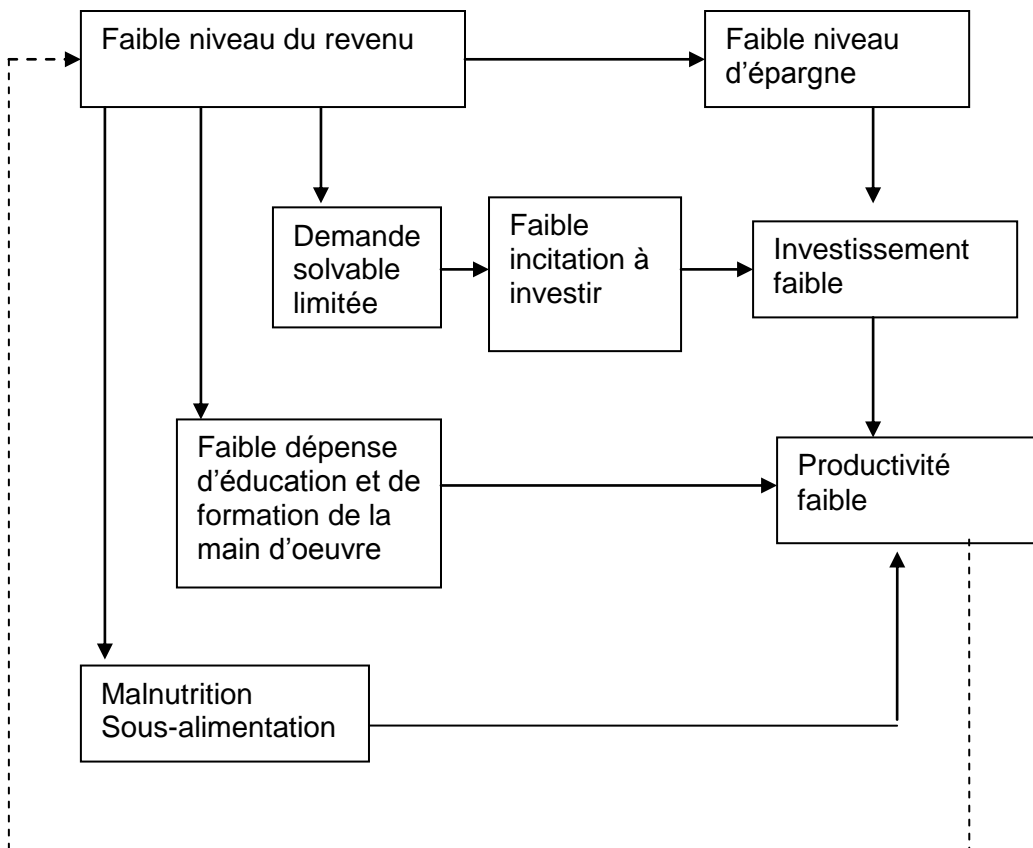 Faible niveau du revenu
Faible niveau
d'épargne
Demande
solvable
limitée
Faible
incitation à
investir
Investissement
faible
Faible dépense
d'éducation et de
formation de la
main d'oeuvre
Productivité
faible
Malnutrition
Sous-alimentation